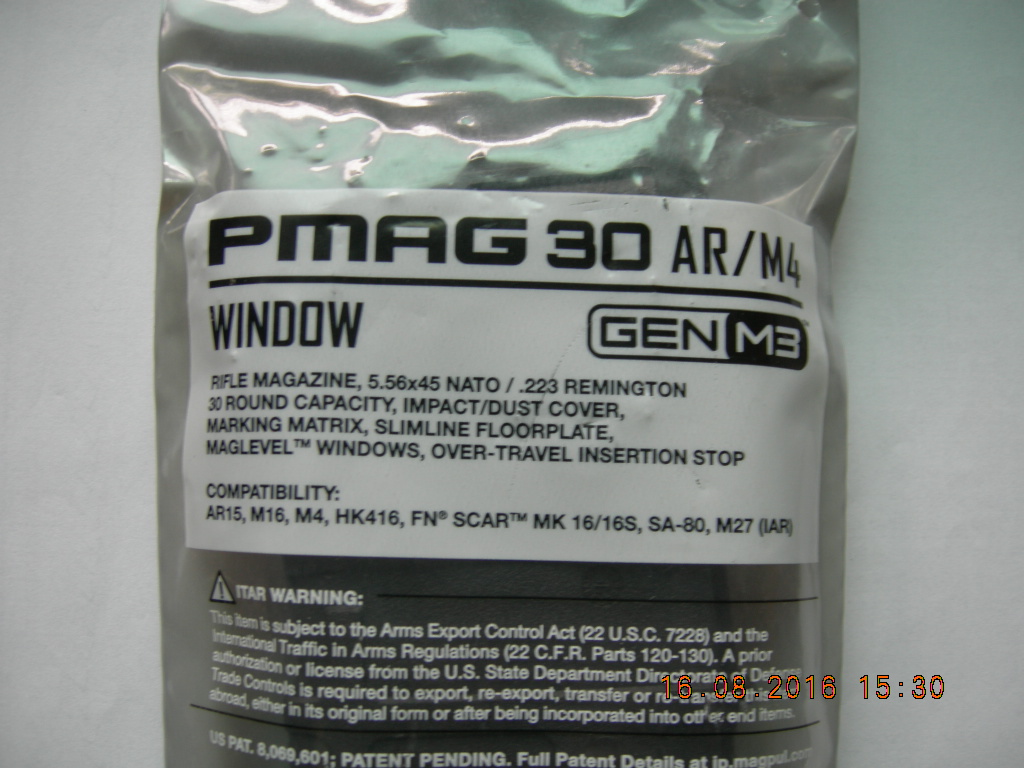 PMAG 30 AR/M4
WINDOW
GEN M3™
RIFLE MAGAZINE, 5.56x45 NATO / .223 REMINGTON
30 ROUND CAPACITY, IMPACT/DUST COVER,
MARKING MATRIX, SLIMLINE FLOORPLATE,
MAGLEVEL™ WINDOWS, OVER-TRAVEL INSERTION STOP
COMPATIBILITY:
AR15, M16, M4, HK416, FN® SCAR™ MK 16/16S, SA-80, M27 (IAR)
ITAR WARNING:
This item is subject to the Arms Export Control Act (22 U.S.C. 7228) and the
International Traffic in Arms Regulations (22 C.F.R. Parts 120-130). A prior
authorization or license from the U.S. State Department Directorate of Defense
Trade Controls is required to export, re-export, transfer or
abroad, either in its original form or after being incorporated into other end items.
16.08.2016 15:30
US PAT. 8,069,601; PATENT PENDING. Full Patent Details at ip.magpul.com